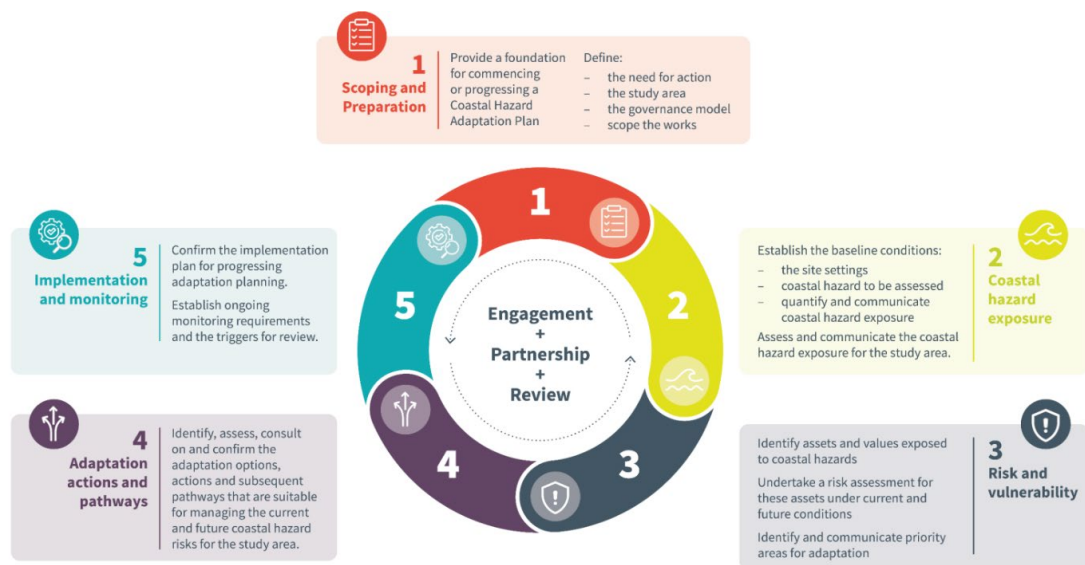 1
Scoping and
Preparation
Provide a foundation
for commencing
or progressing a
Coastal Hazard
Adaptation Plan
Define:
– the need for action
– the study area
– the governance model
– scope the works
1
2
3
4
5
Engagement
+
Partnership
+
Review
Establish the baseline conditions:
– the site settings
– coastal hazard to be assessed
– quantify and communicate
coastal hazard exposure
Assess and communicate the coastal
hazard exposure for the study area.
2
Coastal
hazard
exposure
Identify assets and values exposed
to coastal hazards
Undertake a risk assessment for
these assets under current and
future conditions
Identify and communicate priority
areas for adaptation
3
Risk and
vulnerability
4
Adaptation
actions and
pathways
Identify, assess, consult
on and confirm the
adaptation options,
actions and subsequent
pathways that are suitable
for managing the current
and future coastal hazard
risks for the study area.
5
Implementation
and monitoring
Confirm the implementation
plan for progressing
adaptation planning.
Establish ongoing
monitoring requirements
and the triggers for review.